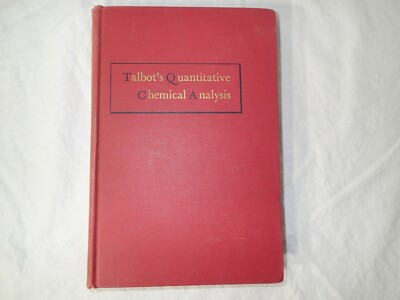 Talbot's Quantitative
Chemical Analysis